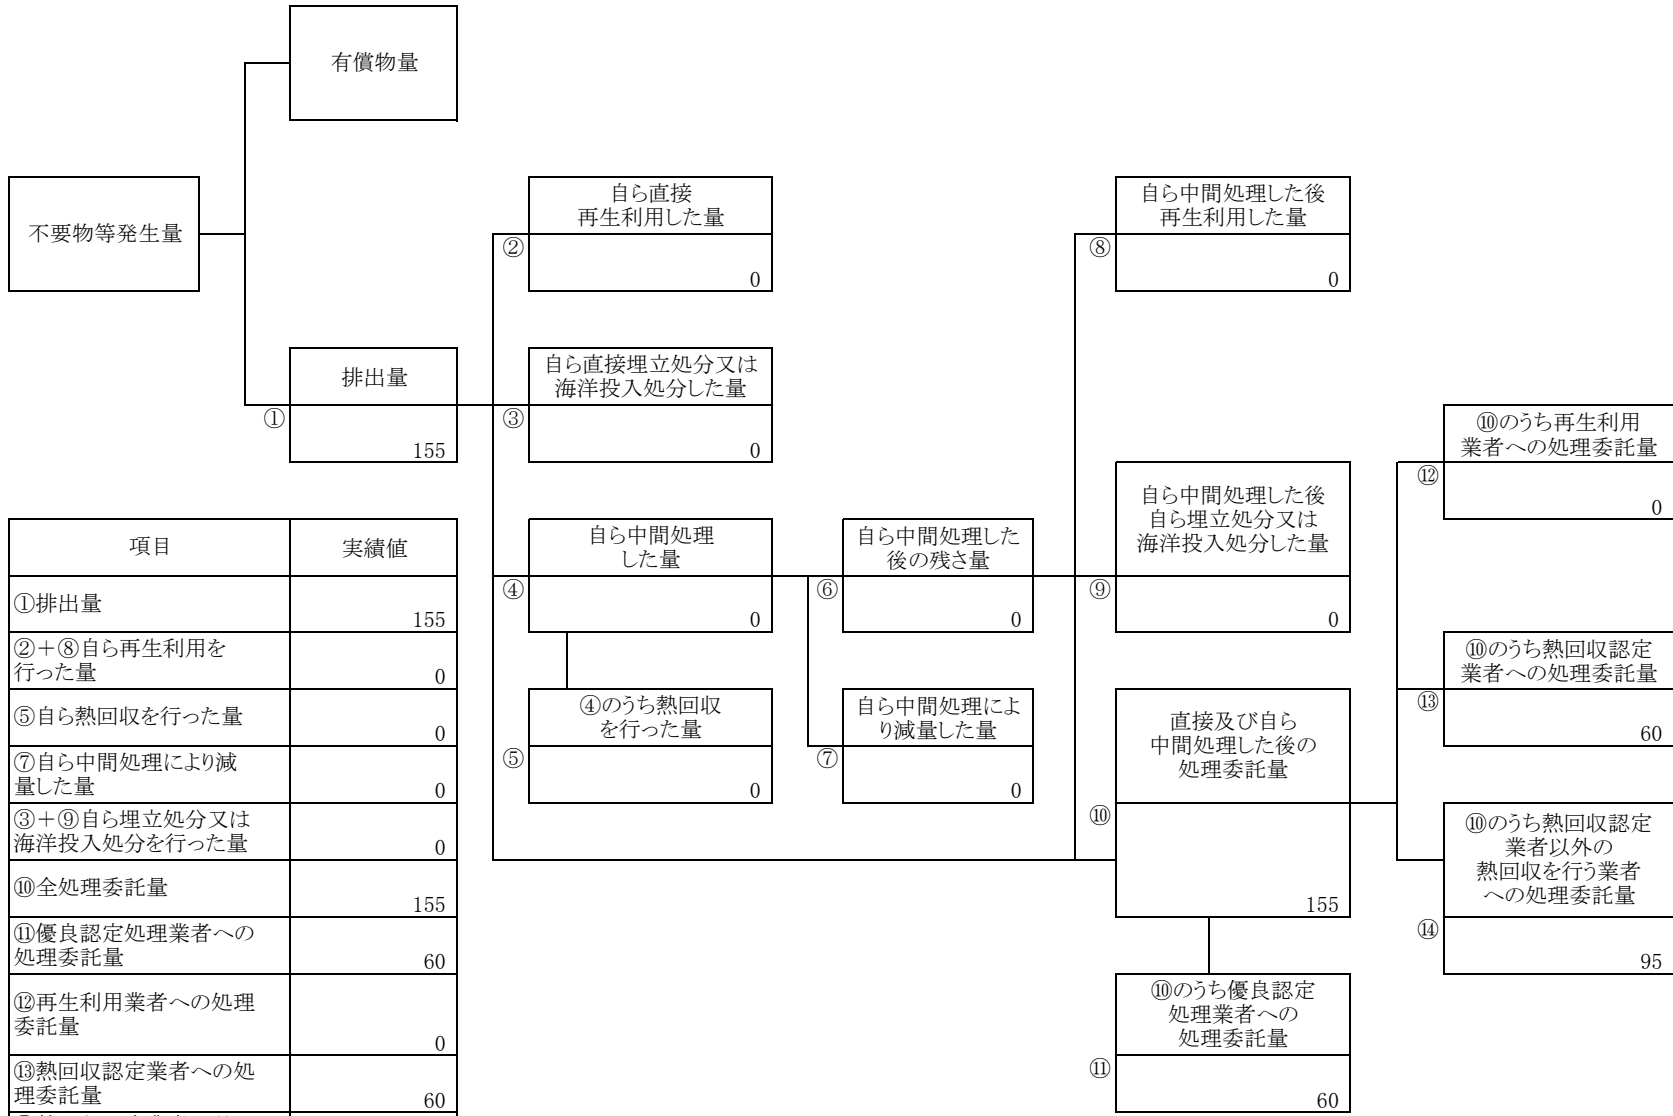 有償物量
不要物等発生量
自ら直接
再生利用した量
②
0
自ら中間処理した後
再生利用した量
⑧
0
排出量
①
155
自ら直接埋立処分又は
海洋投入処分した量
③
0
⑩のうち再生利用
業者への処理委託量
⑫
0
自ら中間処理
した量
④
0
自ら中間処理した
後の残さ量
⑥
0
自ら中間処理した後
自ら埋立処分又は
海洋投入処分した量
⑨
0
⑩のうち熱回収認定
業者への処理委託量
⑬
60
④のうち熱回収
を行った量
⑤
0
自ら中間処理によ
り減量した量
⑦
0
直接及び自ら
中間処理した後の
処理委託量
⑩
155
⑩のうち熱回収認定
業者以外の
熱回収を行う業者
への処理委託量
⑭
95
⑩のうち優良認定
処理業者への
処理委託量
⑪
60
項目 実績値
①排出量 155
②+⑧自ら再生利用を
行った量 0
⑤自ら熱回収を行った量 0
⑦自ら中間処理により減
量した量 0
③+⑨自ら埋立処分又は
海洋投入処分を行った量 0
⑩全処理委託量 155
⑪優良認定処理業者への
処理委託量 60
⑫再生利用業者への処理
委託量 0
⑬熱回収認定業者への処
理委託量 60